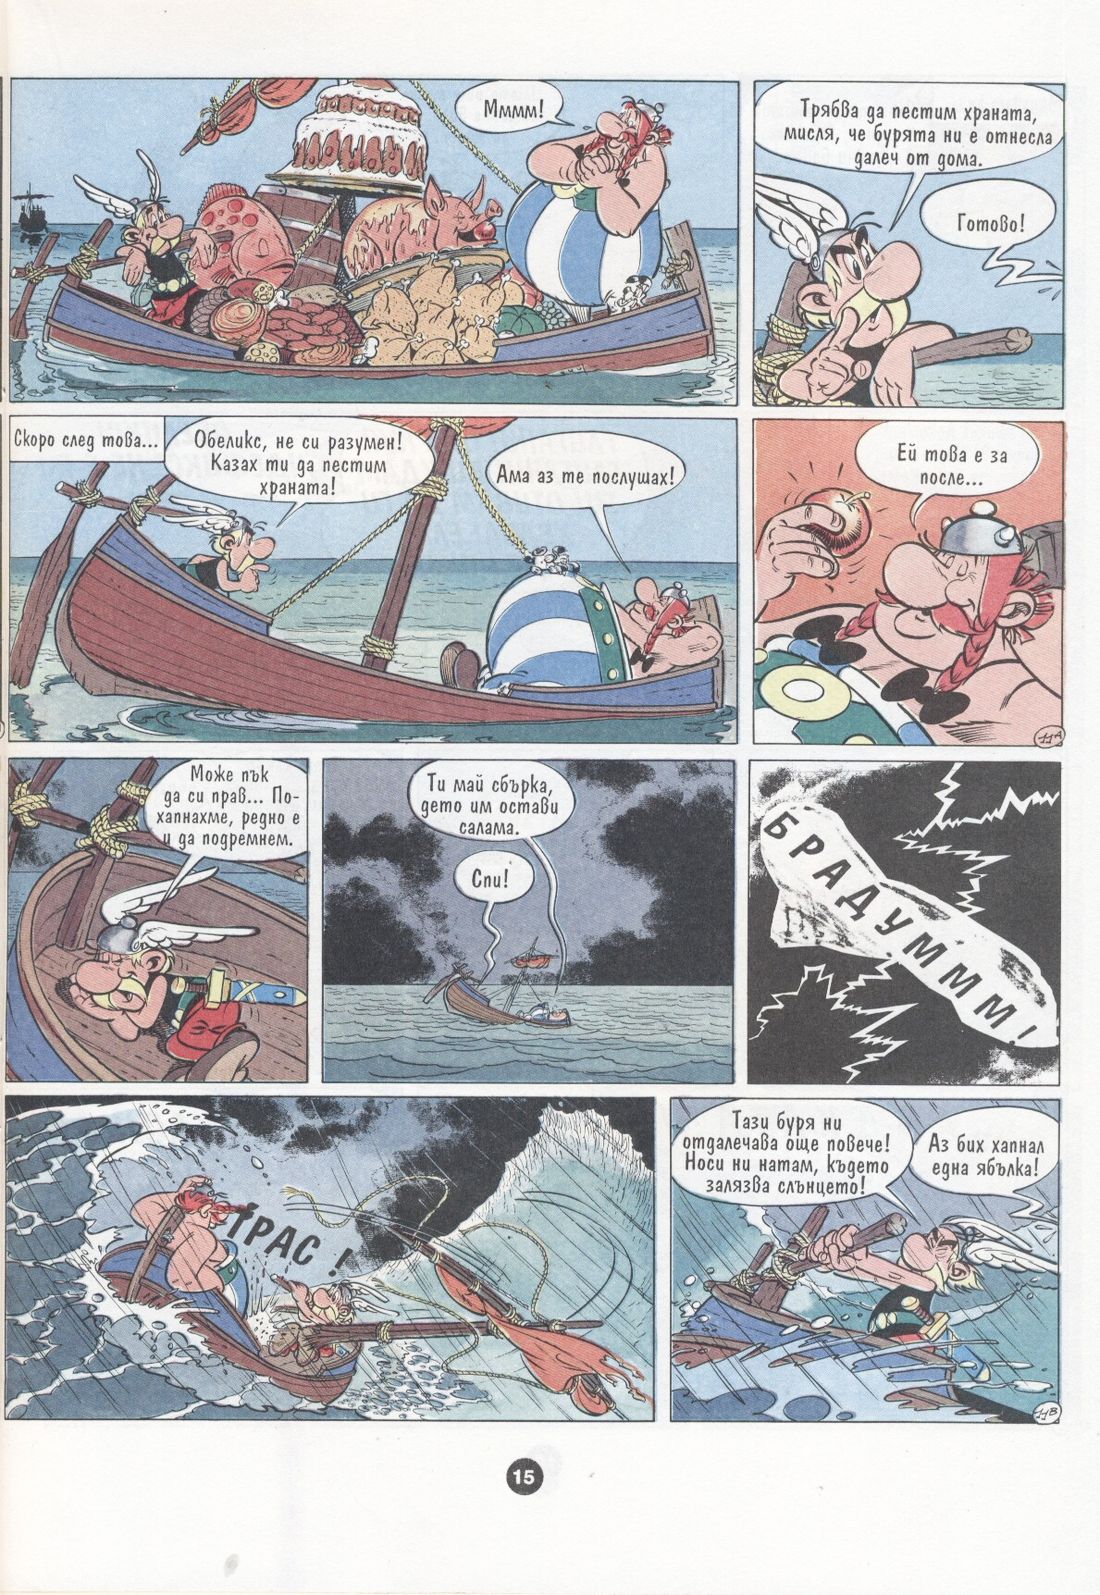 Мммм!
Трябва да пестим храната,
мисля, че бурята ни е отнесла
далеч от дома.
Готово!
Скоро след това...
Обеликс, не си разумен!
Казах ти да пестим
храната!
Ама аз те послушах!
Ей това е за
после...
11A
Може пък
да си прав... По-
хапнахме, редно е
и да подремнем.
Ти май сбърка,
дето им остави
салама.
Спи!
БРАДУМММ!
ТРАС!
Тази буря ни
отдалечава още повече!
Носи ни натам, където
залязва слънцето!
Аз бих хапнал
една ябълка!
11B
15